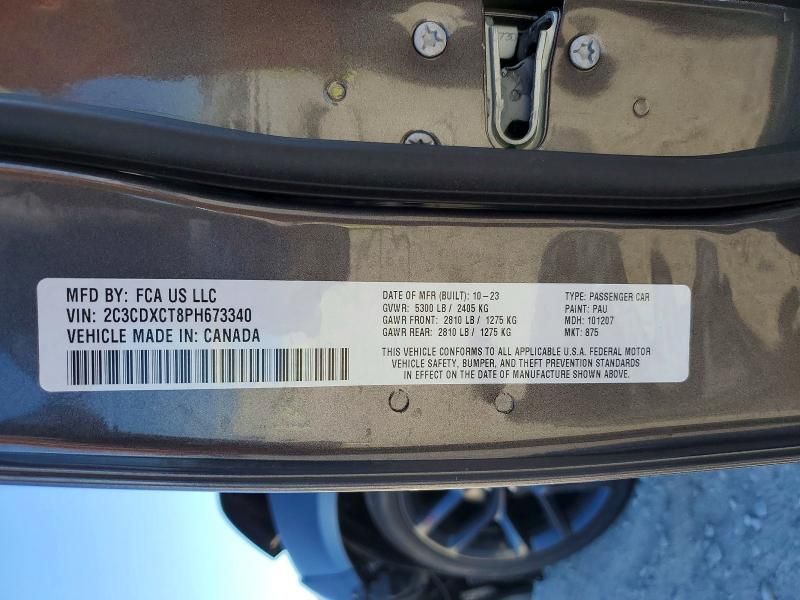 MFD BY: FCA US LLC
VIN: 2C3CDXCT8PH673340
VEHICLE MADE IN: CANADA
DATE OF MFR (BUILT): 10-23
GVWR: 5300 LB / 2405 KG
GAWR FRONT: 2810 LB / 1275 KG
GAWR REAR: 2810 LB / 1275 KG
TYPE: PASSENGER CAR
PAINT: PAU
MDH: 101207
MKT: 875
THIS VEHICLE CONFORMS TO ALL APPLICABLE U.S.A. FEDERAL MOTOR
VEHICLE SAFETY, BUMPER, AND THEFT PREVENTION STANDARDS
IN EFFECT ON THE DATE OF MANUFACTURE SHOWN ABOVE.